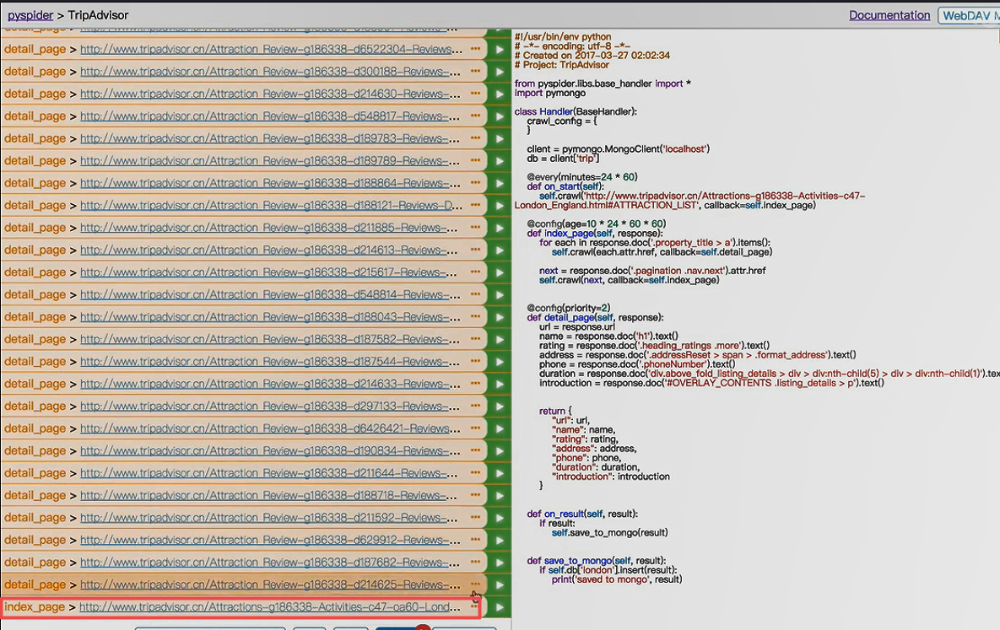 pyspider > TripAdvisor
Documentation
WebDAV M
detail_page > http://www.tripadvisor.cn/Attraction_Review-g186338-d6522304-Reviews... ...
detail_page > http://www.tripadvisor.cn/Attraction_Review-g186338-d300188-Reviews-... ...
detail_page > http://www.tripadvisor.cn/Attraction_Review-g186338-d214630-Reviews-... ...
detail_page > http://www.tripadvisor.cn/Attraction_Review-g186338-d548817-Reviews-... ...
detail_page > http://www.tripadvisor.cn/Attraction_Review-g186338-d189783-Reviews-... ...
detail_page > http://www.tripadvisor.cn/Attraction_Review-g186338-d189789-Reviews-... ...
detail_page > http://www.tripadvisor.cn/Attraction_Review-g186338-d188864-Reviews-... ...
detail_page > http://www.tripadvisor.cn/Attraction_Review-g186338-d188121-Reviews-D... ...
detail_page > http://www.tripadvisor.cn/Attraction_Review-g186338-d211885-Reviews-... ...
detail_page > http://www.tripadvisor.cn/Attraction_Review-g186338-d214613-Reviews-... ...
detail_page > http://www.tripadvisor.cn/Attraction_Review-g186338-d215617-Reviews-... ...
detail_page > http://www.tripadvisor.cn/Attraction_Review-g186338-d548814-Reviews-... ...
detail_page > http://www.tripadvisor.cn/Attraction_Review-g186338-d188043-Reviews-... ...
detail_page > http://www.tripadvisor.cn/Attraction_Review-g186338-d187582-Reviews-... ...
detail_page > http://www.tripadvisor.cn/Attraction_Review-g186338-d187544-Reviews-... ...
detail_page > http://www.tripadvisor.cn/Attraction_Review-g186338-d214633-Reviews-... ...
detail_page > http://www.tripadvisor.cn/Attraction_Review-g186338-d297133-Reviews-... ...
detail_page > http://www.tripadvisor.cn/Attraction_Review-g186338-d6426421-Reviews... ...
detail_page > http://www.tripadvisor.cn/Attraction_Review-g186338-d190834-Reviews-... ...
detail_page > http://www.tripadvisor.cn/Attraction_Review-g186338-d211644-Reviews-... ...
detail_page > http://www.tripadvisor.cn/Attraction_Review-g186338-d188718-Reviews-... ...
detail_page > http://www.tripadvisor.cn/Attraction_Review-g186338-d211592-Reviews-... ...
detail_page > http://www.tripadvisor.cn/Attraction_Review-g186338-d629912-Reviews-... ...
detail_page > http://www.tripadvisor.cn/Attraction_Review-g186338-d187682-Reviews-... ...
detail_page > http://www.tripadvisor.cn/Attraction_Review-g186338-d214625-Reviews-... ...
index_page > http://www.tripadvisor.cn/Attractions-g186338-Activities-c47-oa60-Lond... ...
#!/usr/bin/env python
# -*- encoding: utf-8 -*-
# Created on 2017-03-27 02:02:34
# Project: TripAdvisor
from pyspider.libs.base_handler import *
import pymongo
class Handler(BaseHandler):
crawl_config = {
}
client = pymongo.MongoClient('localhost')
db = client['trip']
@every(minutes=24 * 60)
def on_start(self):
self.crawl('http://www.tripadvisor.cn/Attractions-g186338-Activities-c47-
London_England.html#ATTRACTION_LIST', callback=self.index_page)
@config(age=10 * 24 * 60 * 60)
def index_page(self, response):
for each in response.doc('.property_title > a').items():
self.crawl(each.attr.href, callback=self.detail_page)
next = response.doc('.pagination .nav.next').attr.href
self.crawl(next, callback=self.index_page)
@config(priority=2)
def detail_page(self, response):
url = response.url
name = response.doc('h1').text()
rating = response.doc('.heading_ratings .more').text()
address = response.doc('.addressReset > span > .format_address').text()
phone = response.doc('.phoneNumber').text()
duration = response.doc('div.above_fold_listing_details > div > div:nth-child(5) > div > div:nth-child(1)').tex
introduction = response.doc('#OVERLAY_CONTENTS .listing_details > p').text()
return {
"url": url,
"name": name,
"rating": rating,
"address": address,
"phone": phone,
"duration": duration,
"introduction": introduction
}
def on_result(self, result):
if result:
self.save_to_mongo(result)
def save_to_mongo(self, result):
if self.db['london'].insert(result):
print('saved to mongo', result)